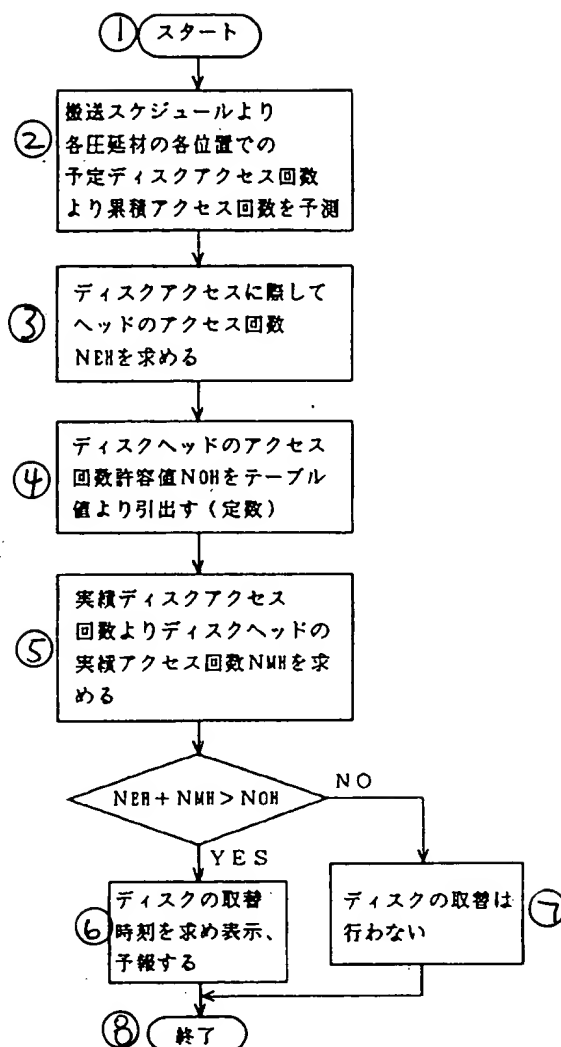 ① スタート
②
搬送スケジュールより
各圧延材の各位置での
予定ディスクアクセス回数
より累積アクセス回数を予測
③
ディスクアクセスに際して
ヘッドのアクセス回数
NEHを求める
④
ディスクヘッドのアクセス
回数許容値NOHをテーブル
値より引出す(定数)
⑤
実績ディスクアクセス
回数よりディスクヘッドの
実績アクセス回数NMHを求
める
NEH+NMH>NOH
NO
YES
⑥
ディスクの取替
時刻を求め表示、
予報する
⑦
ディスクの取替は
行わない
⑧ 終了